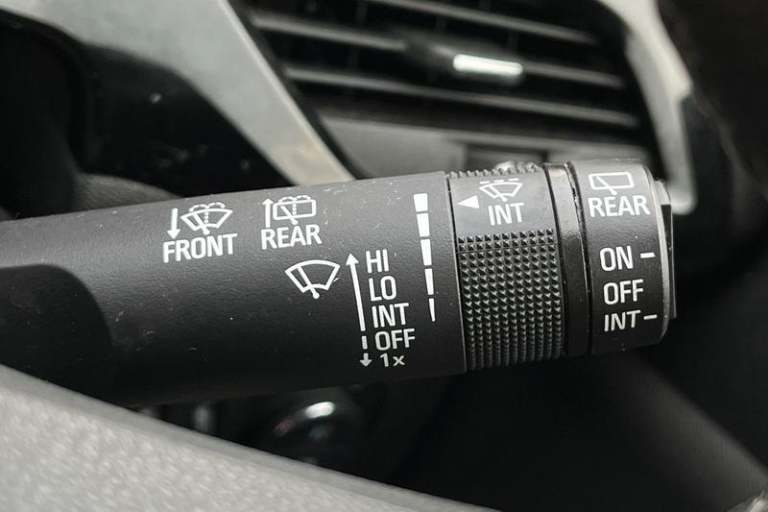 FRONT
REAR
HI
LO
INT
OFF
1x
INT
REAR
ON
OFF
INT